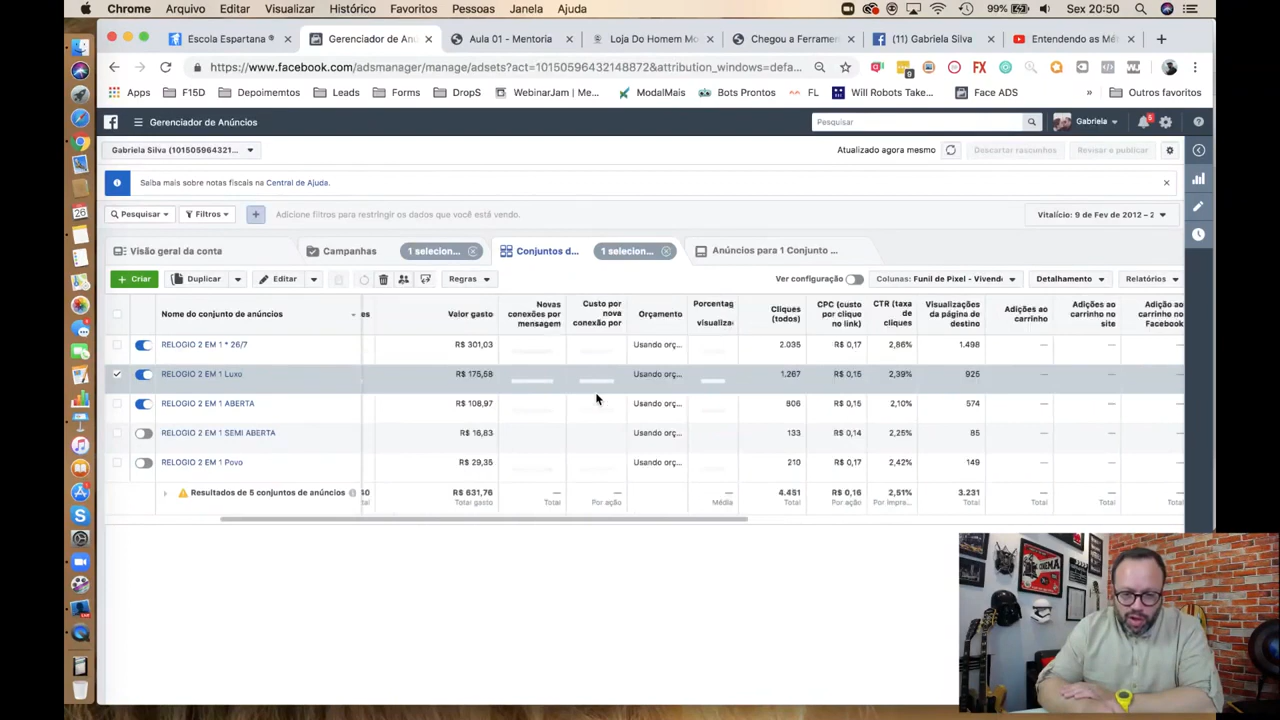 Chrome Arquivo Editar Visualizar Histórico Favoritos Pessoas Janela Ajuda 99% Sex 20:50
Escola Espartana ® × Gerenciador de Anú × Aula 01 - Mentoria × Loja Do Homem Mo × Chegou a Ferramen × (11) Gabriela Silva × Entendendo as Mé × +
https://www.facebook.com/adsmanager/manage/adsets?act=10150596432148872&attribution_windows=defa...
Apps F15D Depoimemtos Leads Forms DropS WebinarJam | Me... ModalMais Bots Prontos FL Will Robots Take... Face ADS » Outros favoritos
Gerenciador de Anúncios Pesquisar Gabriela 5
Gabriela Silva (101505964321... Atualizado agora mesmo Descartar rascunhos Revisar e publicar
Saiba mais sobre notas fiscais na Central de Ajuda.
Pesquisar Filtros + Adicione filtros para restringir os dados que você está vendo. Vitalício: 9 de Fev de 2012 – 2
Visão geral da conta Campanhas 1 selecion... Conjuntos d... 1 selecion... Anúncios para 1 Conjunto ...
+ Criar Duplicar Editar Regras Ver configuração Colunas: Funil de Pixel - Vivend Detalhamento Relatórios
Nome do conjunto de anúncios es Valor gasto Novas conexões por mensagem Custo por nova conexão por Orçamento Porcentag visualiza Cliques (todos) CPC (custo por clique no link) CTR (taxa de cliques Visualizações da página de destino Adições ao carrinho Adições ao carrinho no site Adição ao carrinho no Facebook
RELOGIO 2 EM 1 * 26/7 R$ 301,03 Usando orç... 2.035 R$ 0,17 2,86% 1.498 — — —
RELOGIO 2 EM 1 Luxo R$ 175,58 Usando orç... 1.267 R$ 0,15 2,39% 925 — — —
RELOGIO 2 EM 1 ABERTA R$ 108,97 Usando orç... 806 R$ 0,15 2,10% 574 — — —
RELOGIO 2 EM 1 SEMI ABERTA R$ 16,83 Usando orç... 133 R$ 0,14 2,25% 85 — — —
RELOGIO 2 EM 1 Povo R$ 29,35 Usando orç... 210 R$ 0,17 2,42% 149 — — —
Resultados de 5 conjuntos de anúncios 40 R$ 631,76 — — — 4.451 R$ 0,16 2,51% 3.231 — — —
tal Total gasto Total Por ação Média Total Por ação Por impre... Total Total Total Total
CINEMA